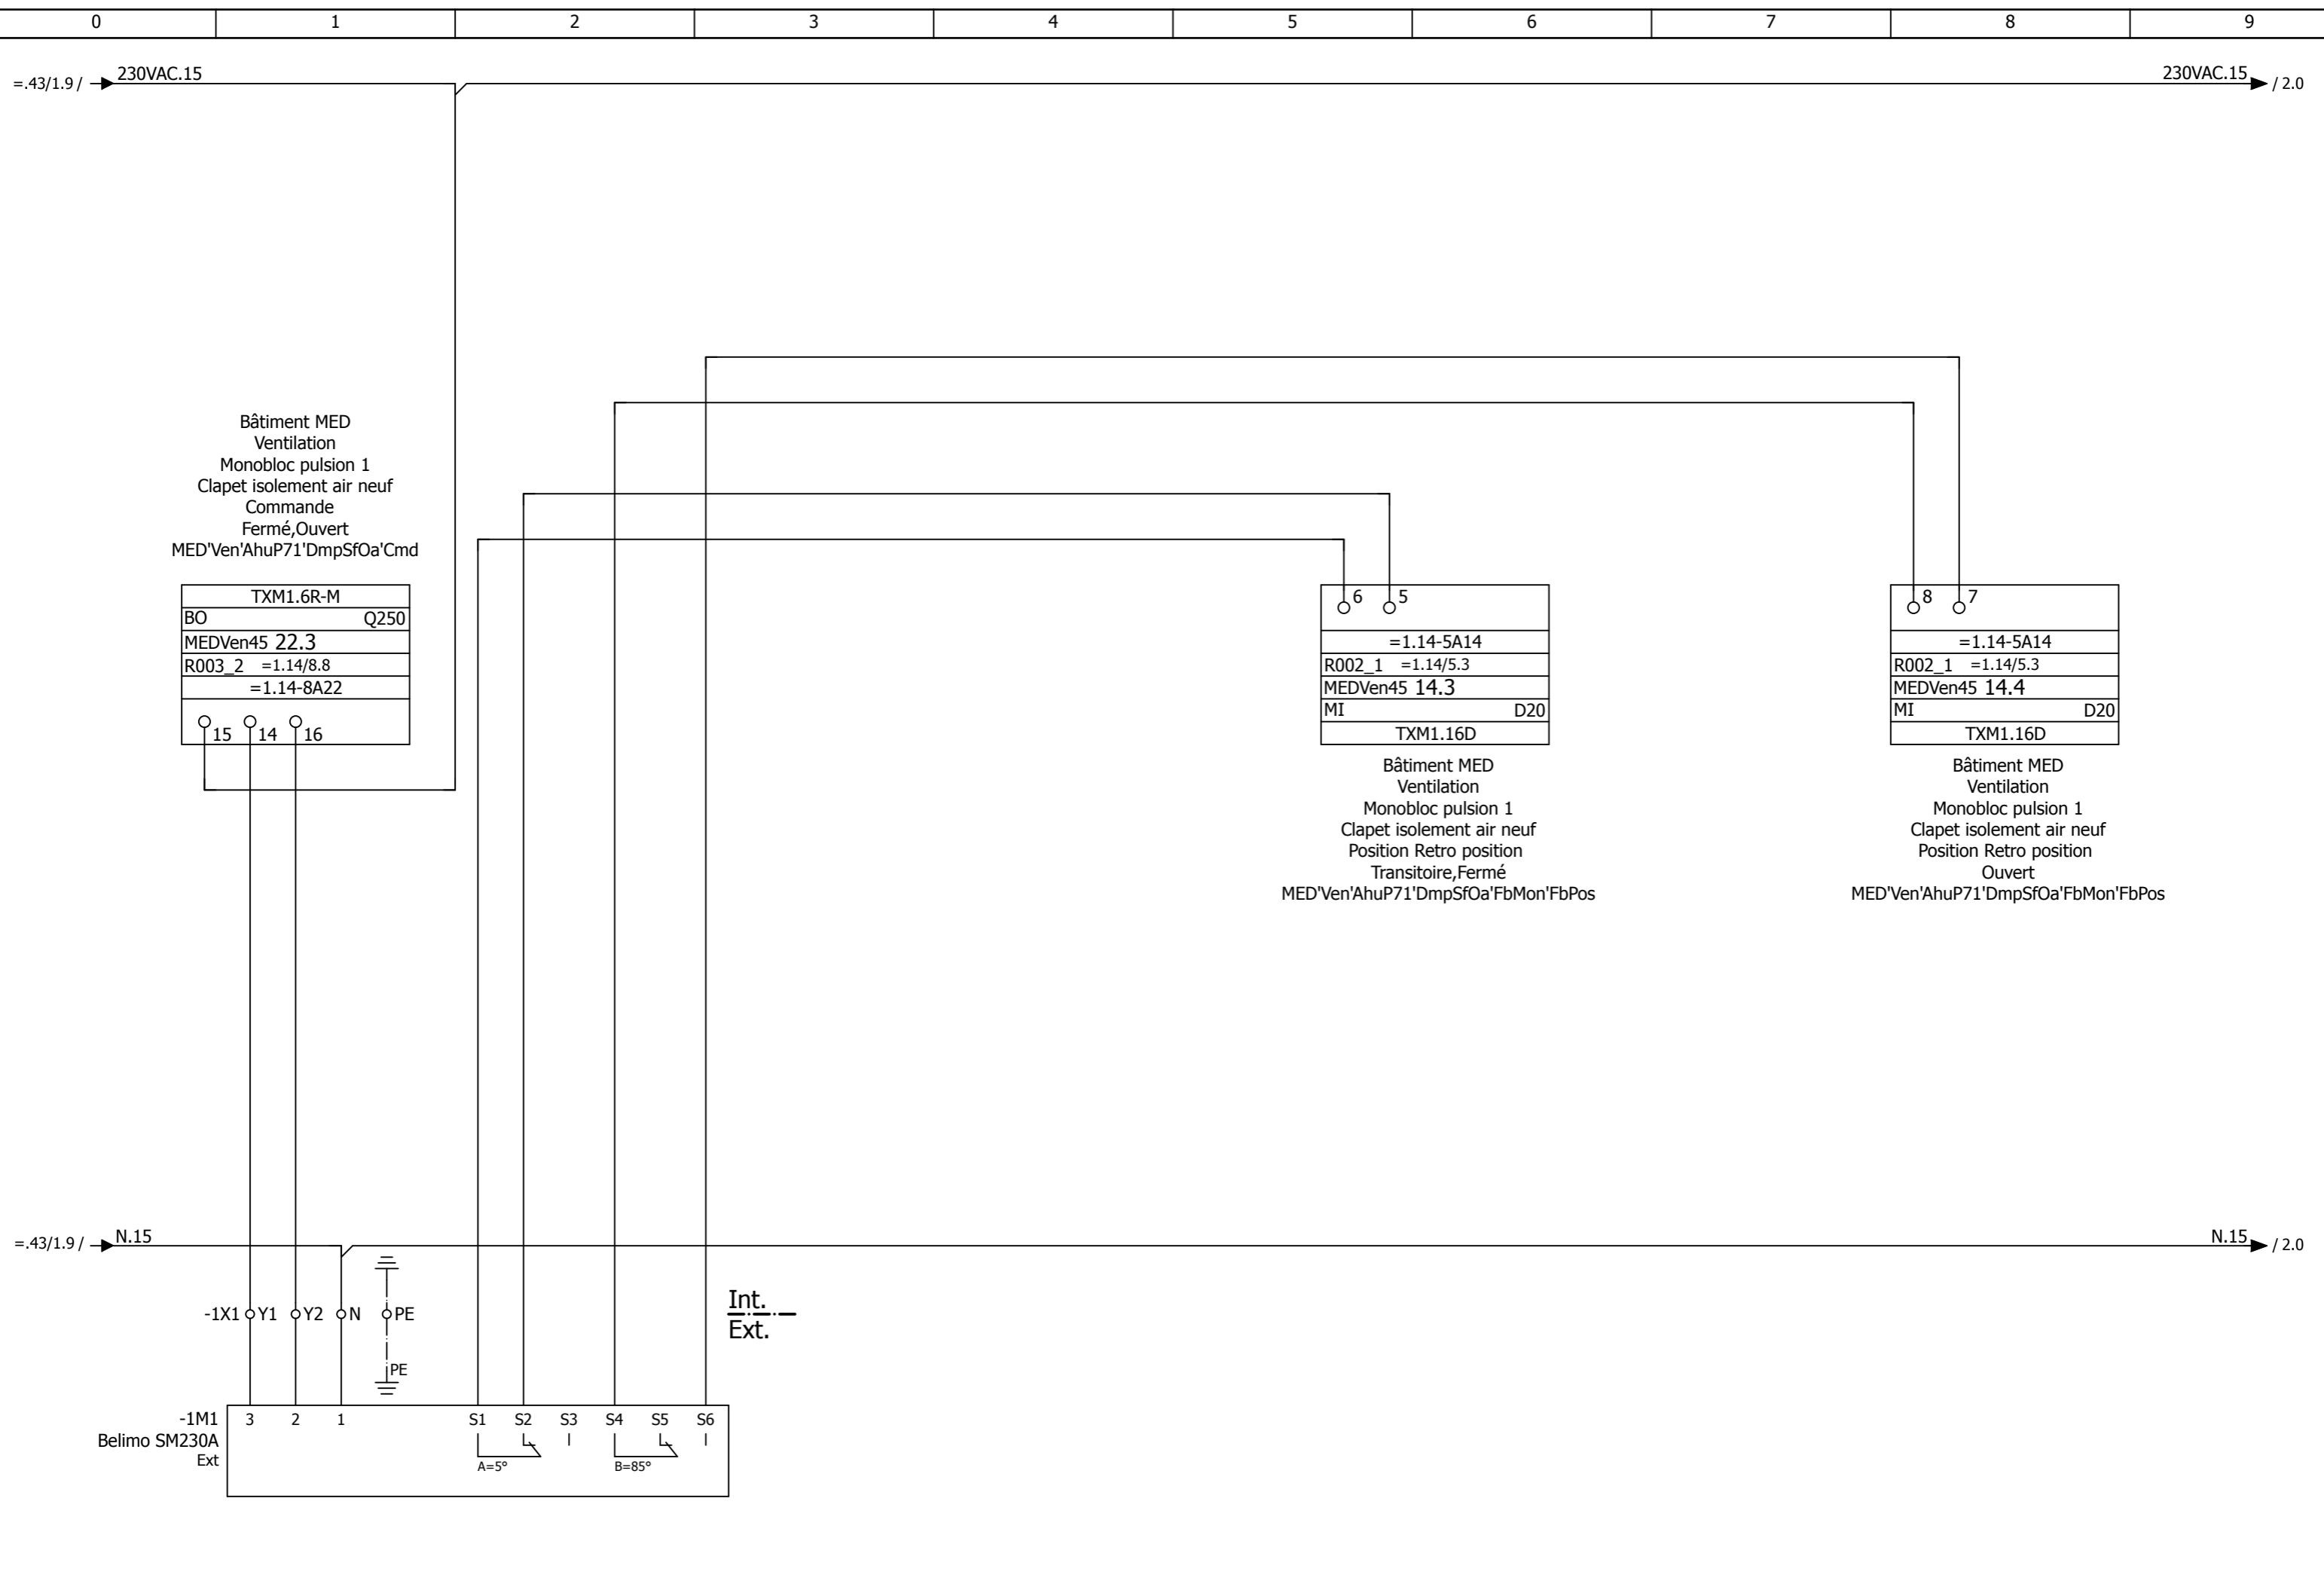 0 1 2 3 4 5 6 7 8 9
=.43/1.9 / 230VAC.15 230VAC.15 / 2.0
Bâtiment MED
Ventilation
Monobloc pulsion 1
Clapet isolement air neuf
Commande
Fermé,Ouvert
MED'Ven'AhuP71'DmpSfOa'Cmd
TXM1.6R-M
BO Q250
MEDVen45 22.3
R003_2 =1.14/8.8
=1.14-8A22
15 14 16
6 5
=1.14-5A14
R002_1 =1.14/5.3
MEDVen45 14.3
MI D20
TXM1.16D
Bâtiment MED
Ventilation
Monobloc pulsion 1
Clapet isolement air neuf
Position Retro position
Transitoire,Fermé
MED'Ven'AhuP71'DmpSfOa'FbMon'FbPos
8 7
=1.14-5A14
R002_1 =1.14/5.3
MEDVen45 14.4
MI D20
TXM1.16D
Bâtiment MED
Ventilation
Monobloc pulsion 1
Clapet isolement air neuf
Position Retro position
Ouvert
MED'Ven'AhuP71'DmpSfOa'FbMon'FbPos
=.43/1.9 / N.15 N.15 / 2.0
-1X1 Y1 Y2 N PE
Int.
Ext.
PE
-1M1 3 2 1 S1 S2 S3 S4 S5 S6
Belimo SM230A
Ext
A=5° B=85°